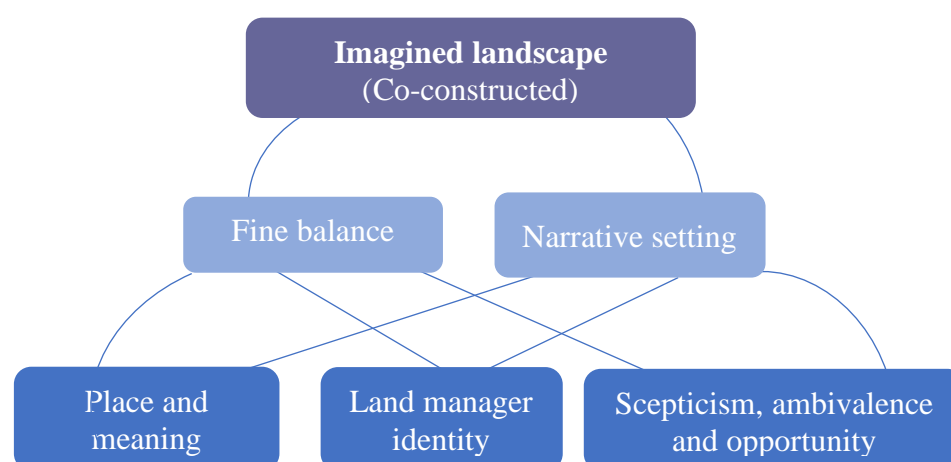 Imagined landscape
(Co-constructed)
Fine balance
Narrative setting
Place and
meaning
Land manager
identity
Scepticism, ambivalence
and opportunity